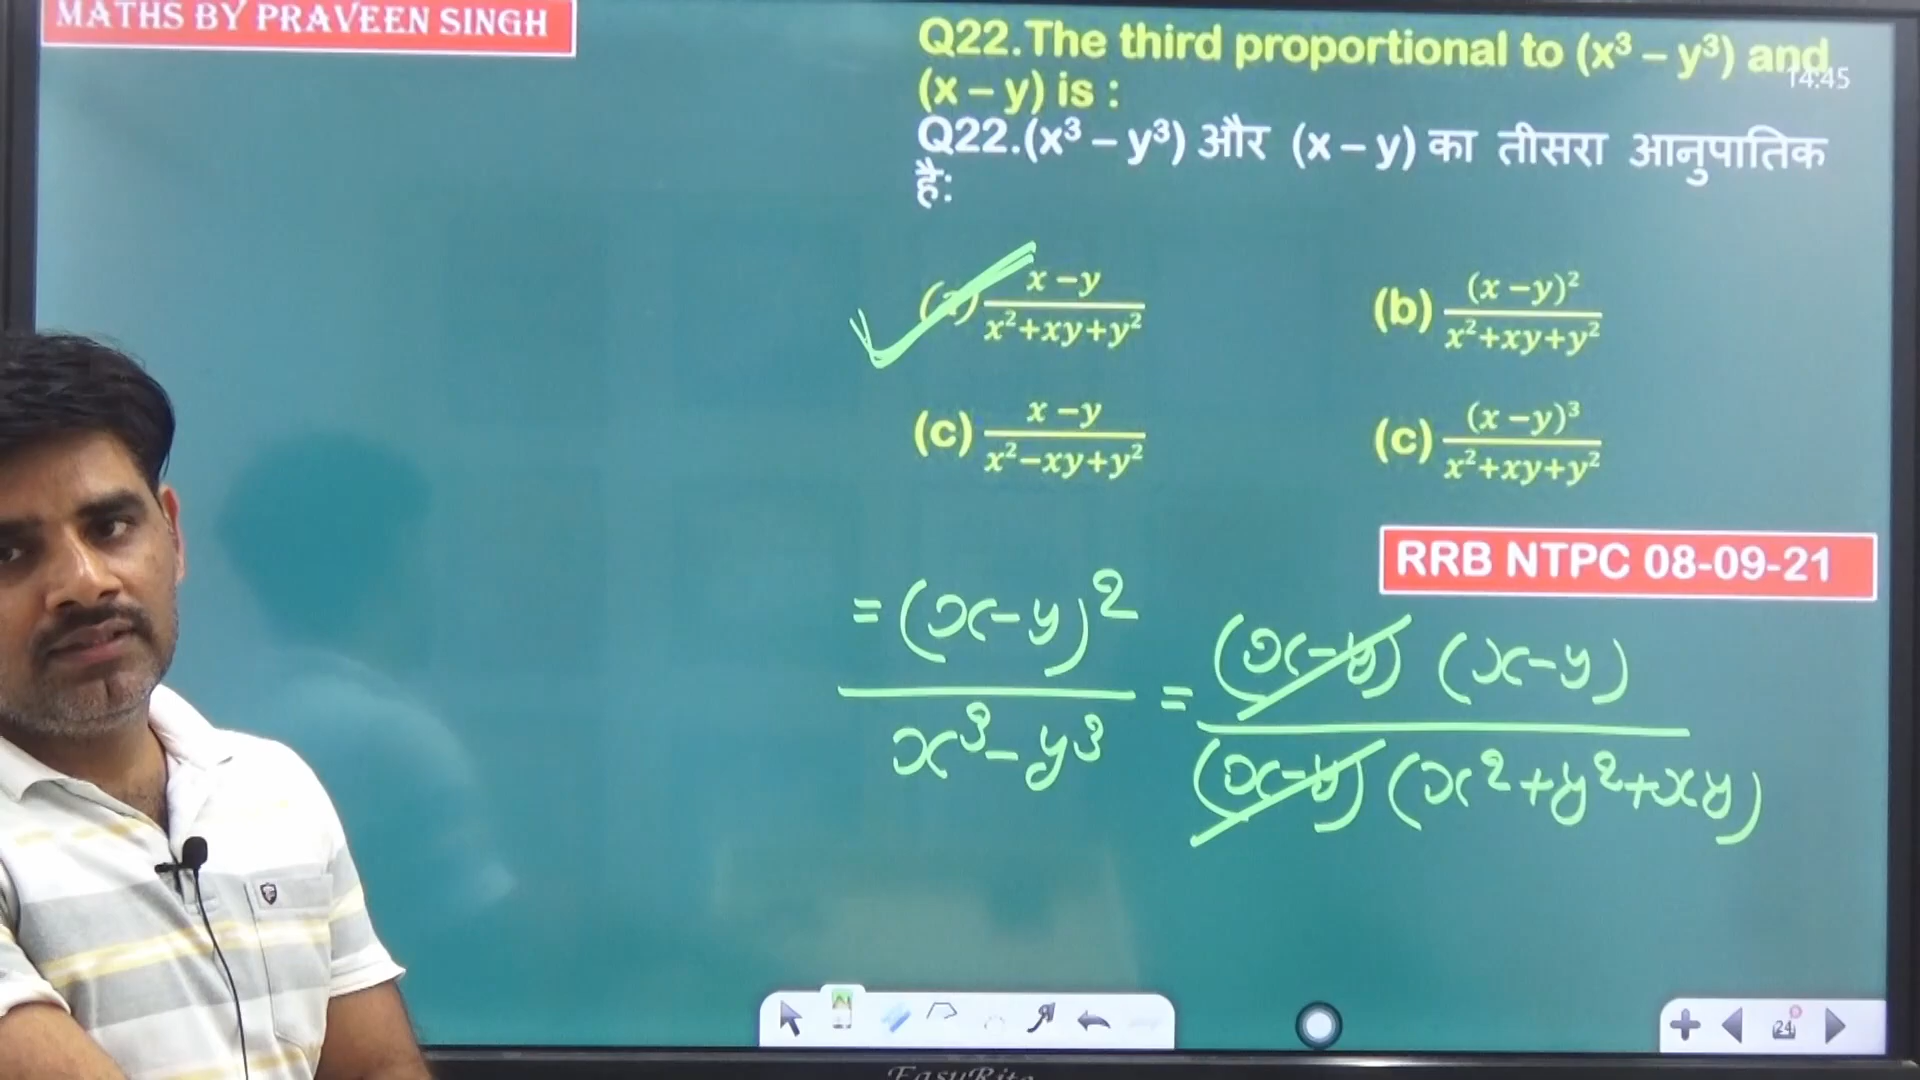 MATHS BY PRAVEEN SINGH
Q22.The third proportional to (x³ – y³) and
14:45
(x – y) is :
Q22.(x³ – y³) और (x – y) का तीसरा आनुपातिक
है:
x –y / x²+xy+y²
(b) (x –y)² / x²+xy+y²
(c) x –y / x²–xy+y²
(c) (x –y)³ / x²+xy+y²
RRB NTPC 08-09-21
= (x-y)² / x³-y³ = (x-y) (x-y) / (x-y) (x²+y²+xy)
24
EasyRite